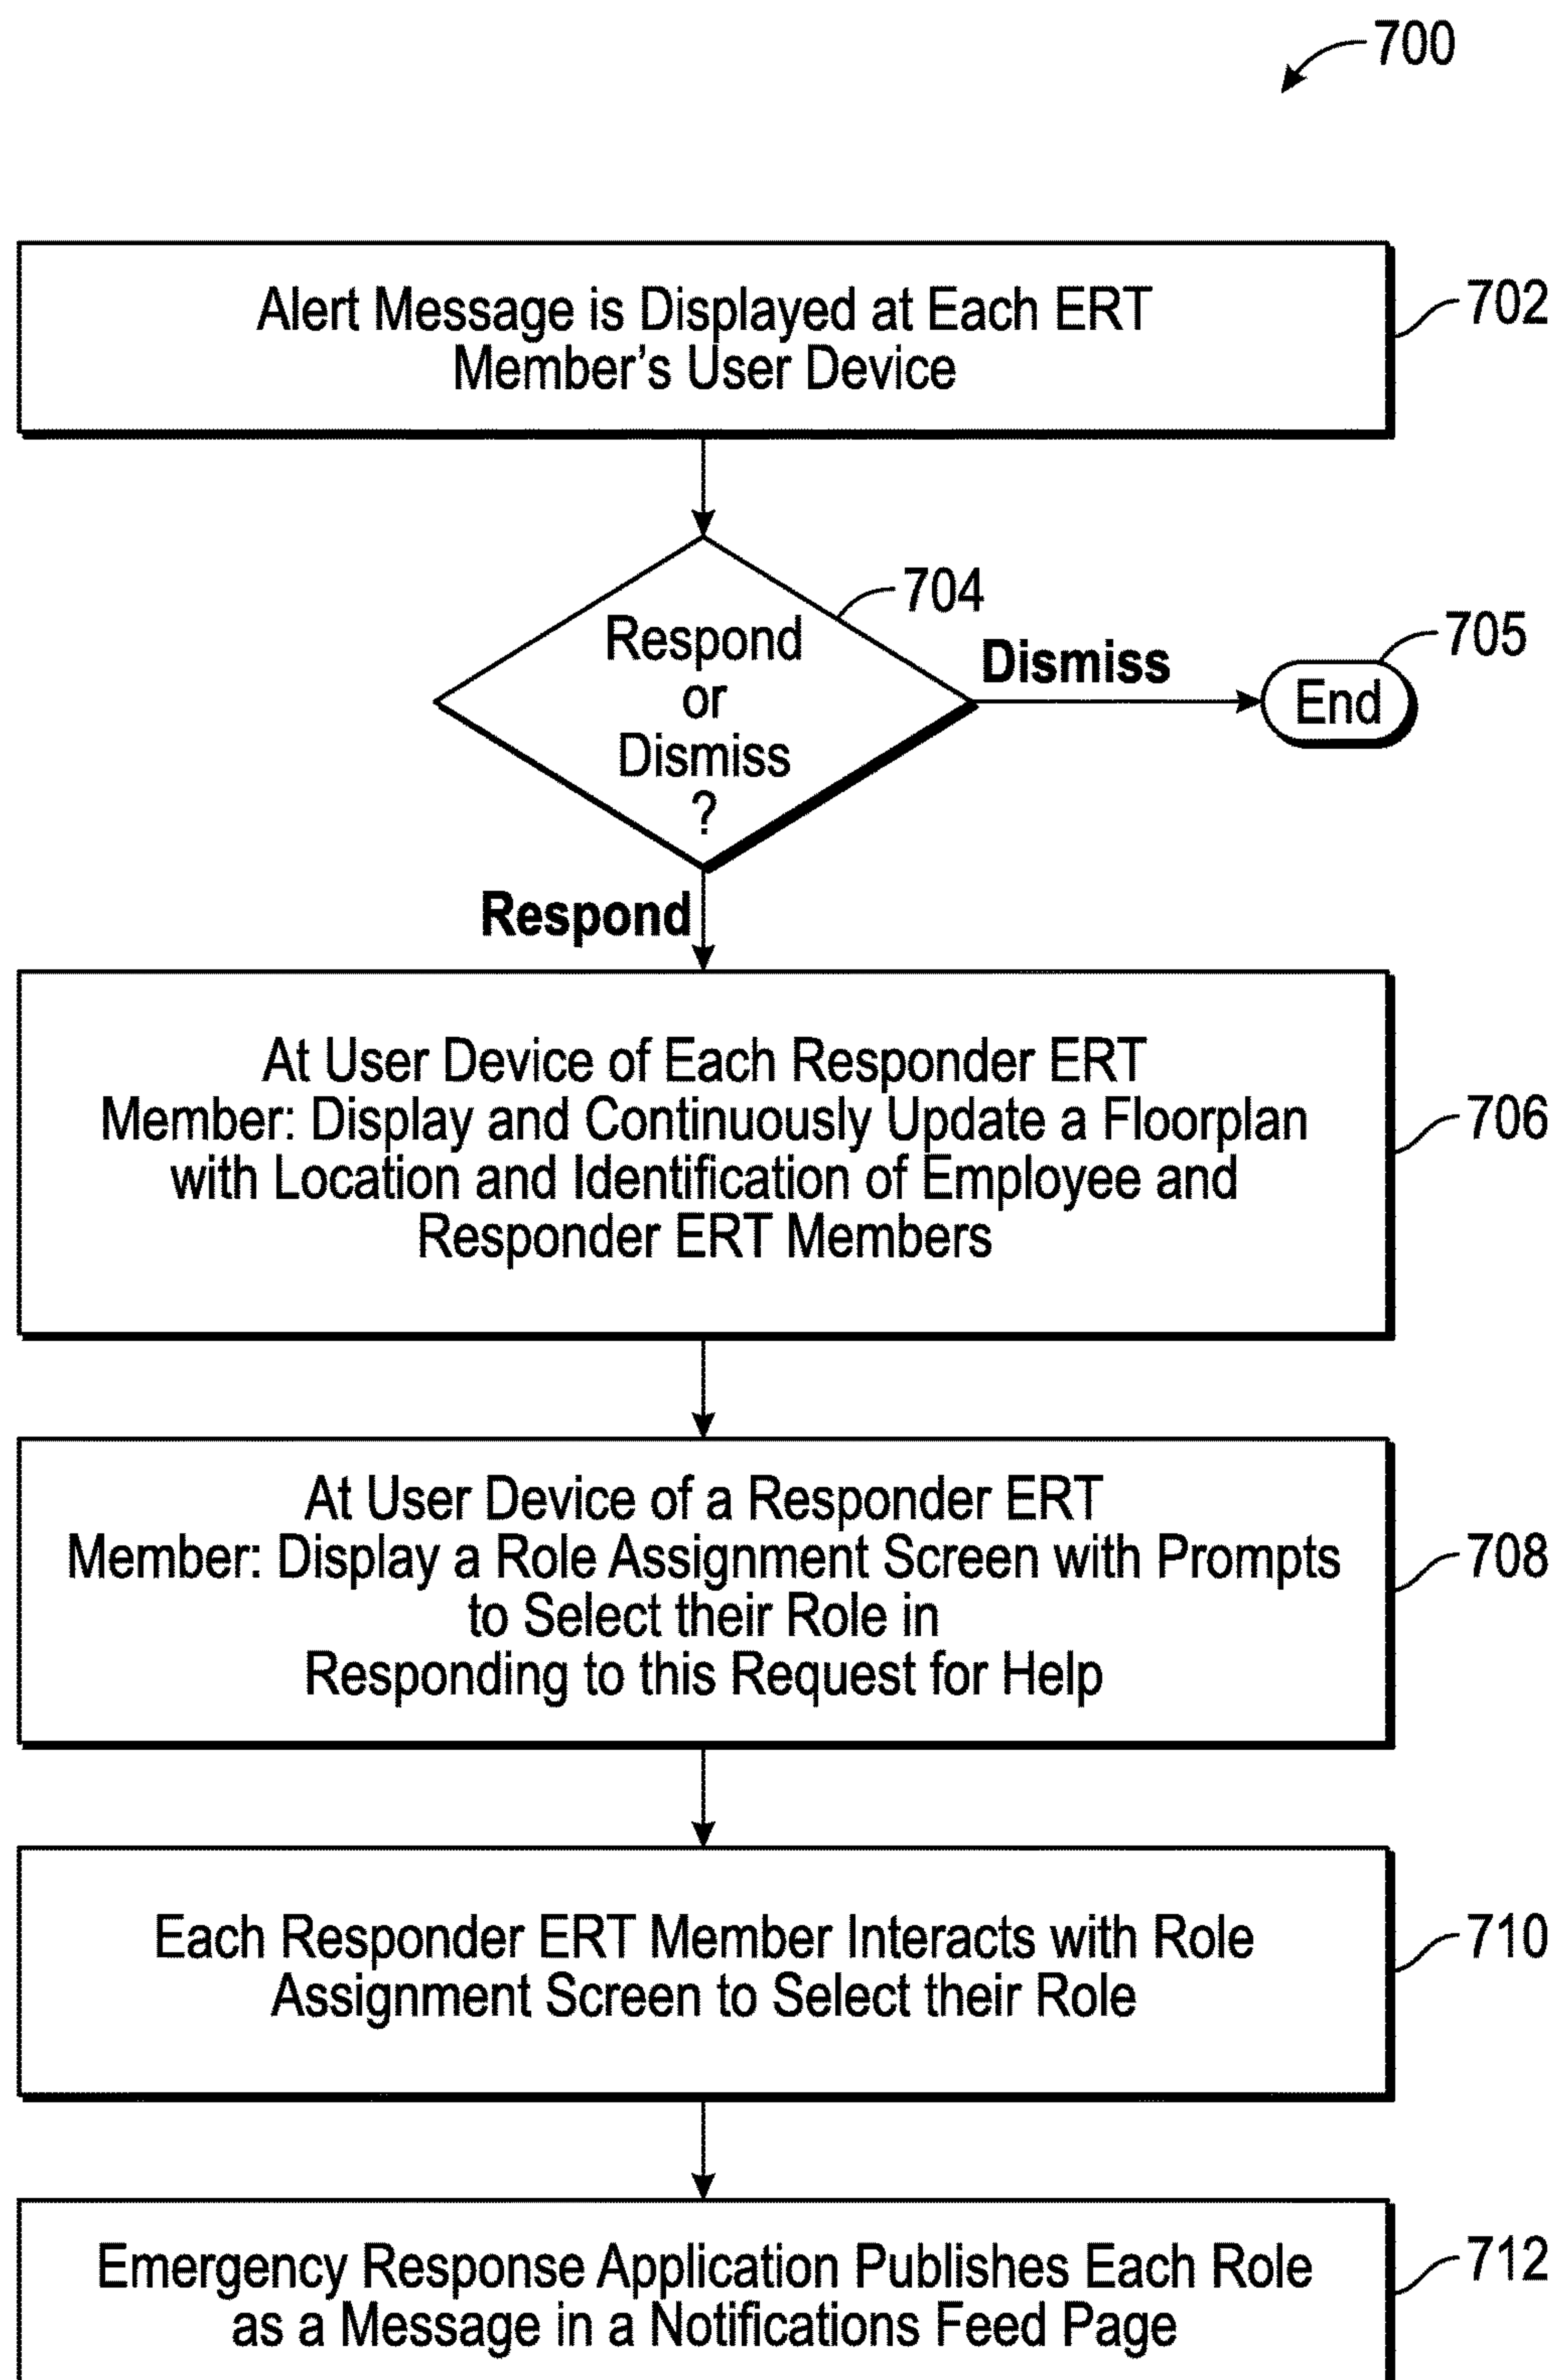 700
Alert Message is Displayed at Each ERT
Member’s User Device
702
704
Respond
or
Dismiss
?
Dismiss
705
End
Respond
At User Device of Each Responder ERT
Member: Display and Continuously Update a Floorplan
with Location and Identification of Employee and
Responder ERT Members
706
At User Device of a Responder ERT
Member: Display a Role Assignment Screen with Prompts
to Select their Role in
Responding to this Request for Help
708
Each Responder ERT Member Interacts with Role
Assignment Screen to Select their Role
710
Emergency Response Application Publishes Each Role
as a Message in a Notifications Feed Page
712